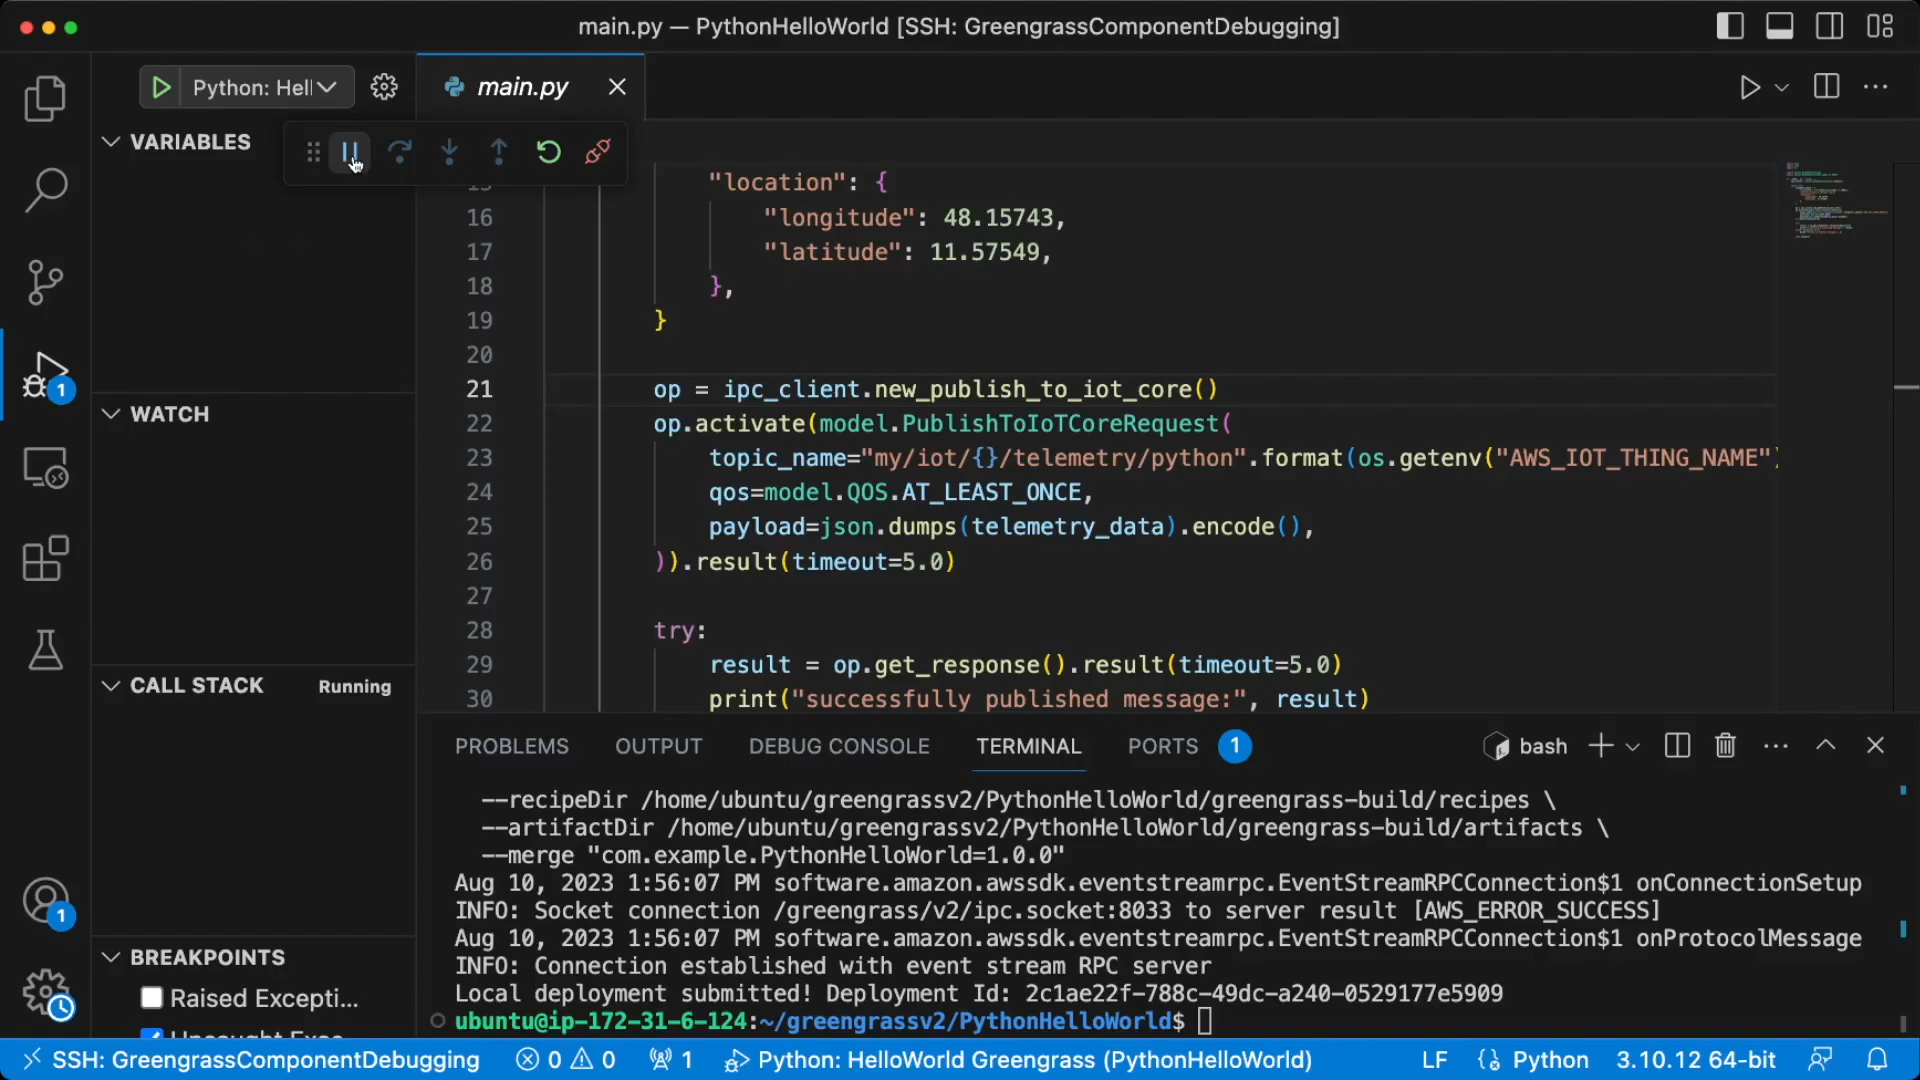 main.py — PythonHelloWorld [SSH: GreengrassComponentDebugging]
Python: Hell
main.py
VARIABLES
"location": {
16 "longitude": 48.15743,
17 "latitude": 11.57549,
18 },
19 }
20
21 op = ipc_client.new_publish_to_iot_core()
22 op.activate(model.PublishToIoTCoreRequest(
23 topic_name="my/iot/{}/telemetry/python".format(os.getenv("AWS_IOT_THING_NAME")
24 qos=model.QOS.AT_LEAST_ONCE,
25 payload=json.dumps(telemetry_data).encode(),
26 )).result(timeout=5.0)
27
28 try:
29 result = op.get_response().result(timeout=5.0)
30 print("successfully published message:", result)
1
WATCH
CALL STACK Running
BREAKPOINTS
Raised Excepti...
1
PROBLEMS OUTPUT DEBUG CONSOLE TERMINAL PORTS 1 bash
--recipeDir /home/ubuntu/greengrassv2/PythonHelloWorld/greengrass-build/recipes \
--artifactDir /home/ubuntu/greengrassv2/PythonHelloWorld/greengrass-build/artifacts \
--merge "com.example.PythonHelloWorld=1.0.0"
Aug 10, 2023 1:56:07 PM software.amazon.awssdk.eventstreamrpc.EventStreamRPCConnection$1 onConnectionSetup
INFO: Socket connection /greengrass/v2/ipc.socket:8033 to server result [AWS_ERROR_SUCCESS]
Aug 10, 2023 1:56:07 PM software.amazon.awssdk.eventstreamrpc.EventStreamRPCConnection$1 onProtocolMessage
INFO: Connection established with event stream RPC server
Local deployment submitted! Deployment Id: 2c1ae22f-788c-49dc-a240-0529177e5909
ubuntu@ip-172-31-6-124:~/greengrassv2/PythonHelloWorld$
SSH: GreengrassComponentDebugging 0 0 1 Python: HelloWorld Greengrass (PythonHelloWorld) LF Python 3.10.12 64-bit